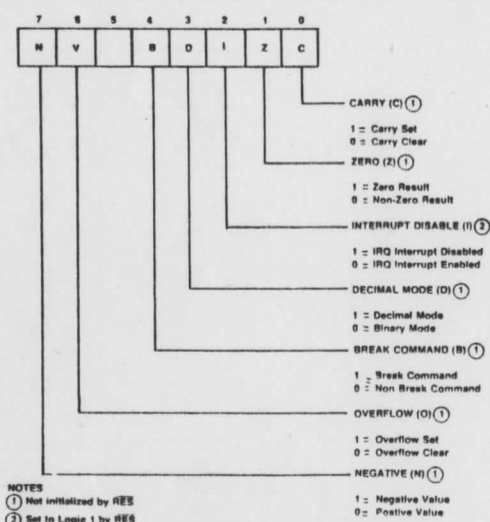 7 6 5 4 3 2 1 0
N V B D I Z C
CARRY (C) ①
1 = Carry Set
0 = Carry Clear
ZERO (Z) ①
1 = Zero Result
0 = Non-Zero Result
INTERRUPT DISABLE (I) ②
1 = IRQ Interrupt Disabled
0 = IRQ Interrupt Enabled
DECIMAL MODE (D) ①
1 = Decimal Mode
0 = Binary Mode
BREAK COMMAND (B) ①
1 = Break Command
0 = Non Break Command
OVERFLOW (O) ①
1 = Overflow Set
0 = Overflow Clear
NEGATIVE (N) ①
1 = Negative Value
0 = Postive Value
NOTES
① Not initialized by R̅E̅S̅
② Set to Logic 1 by R̅E̅S̅